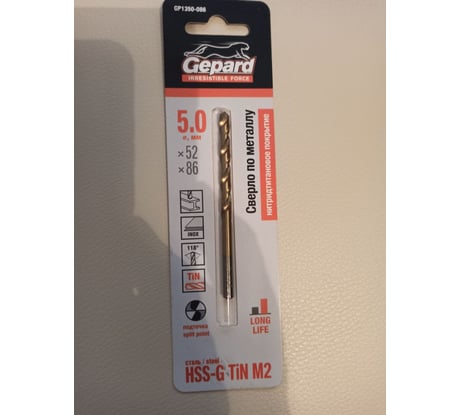 GP1350-086
Gepard
IRRESISTIBLE FORCE
5.0
ø, мм
×52
×86
INOX
118°
TiN
подточка
split point
Сверло по металлу
нитридтитановое покрытие
LONG
LIFE
сталь / steel
HSS-G TiN M2